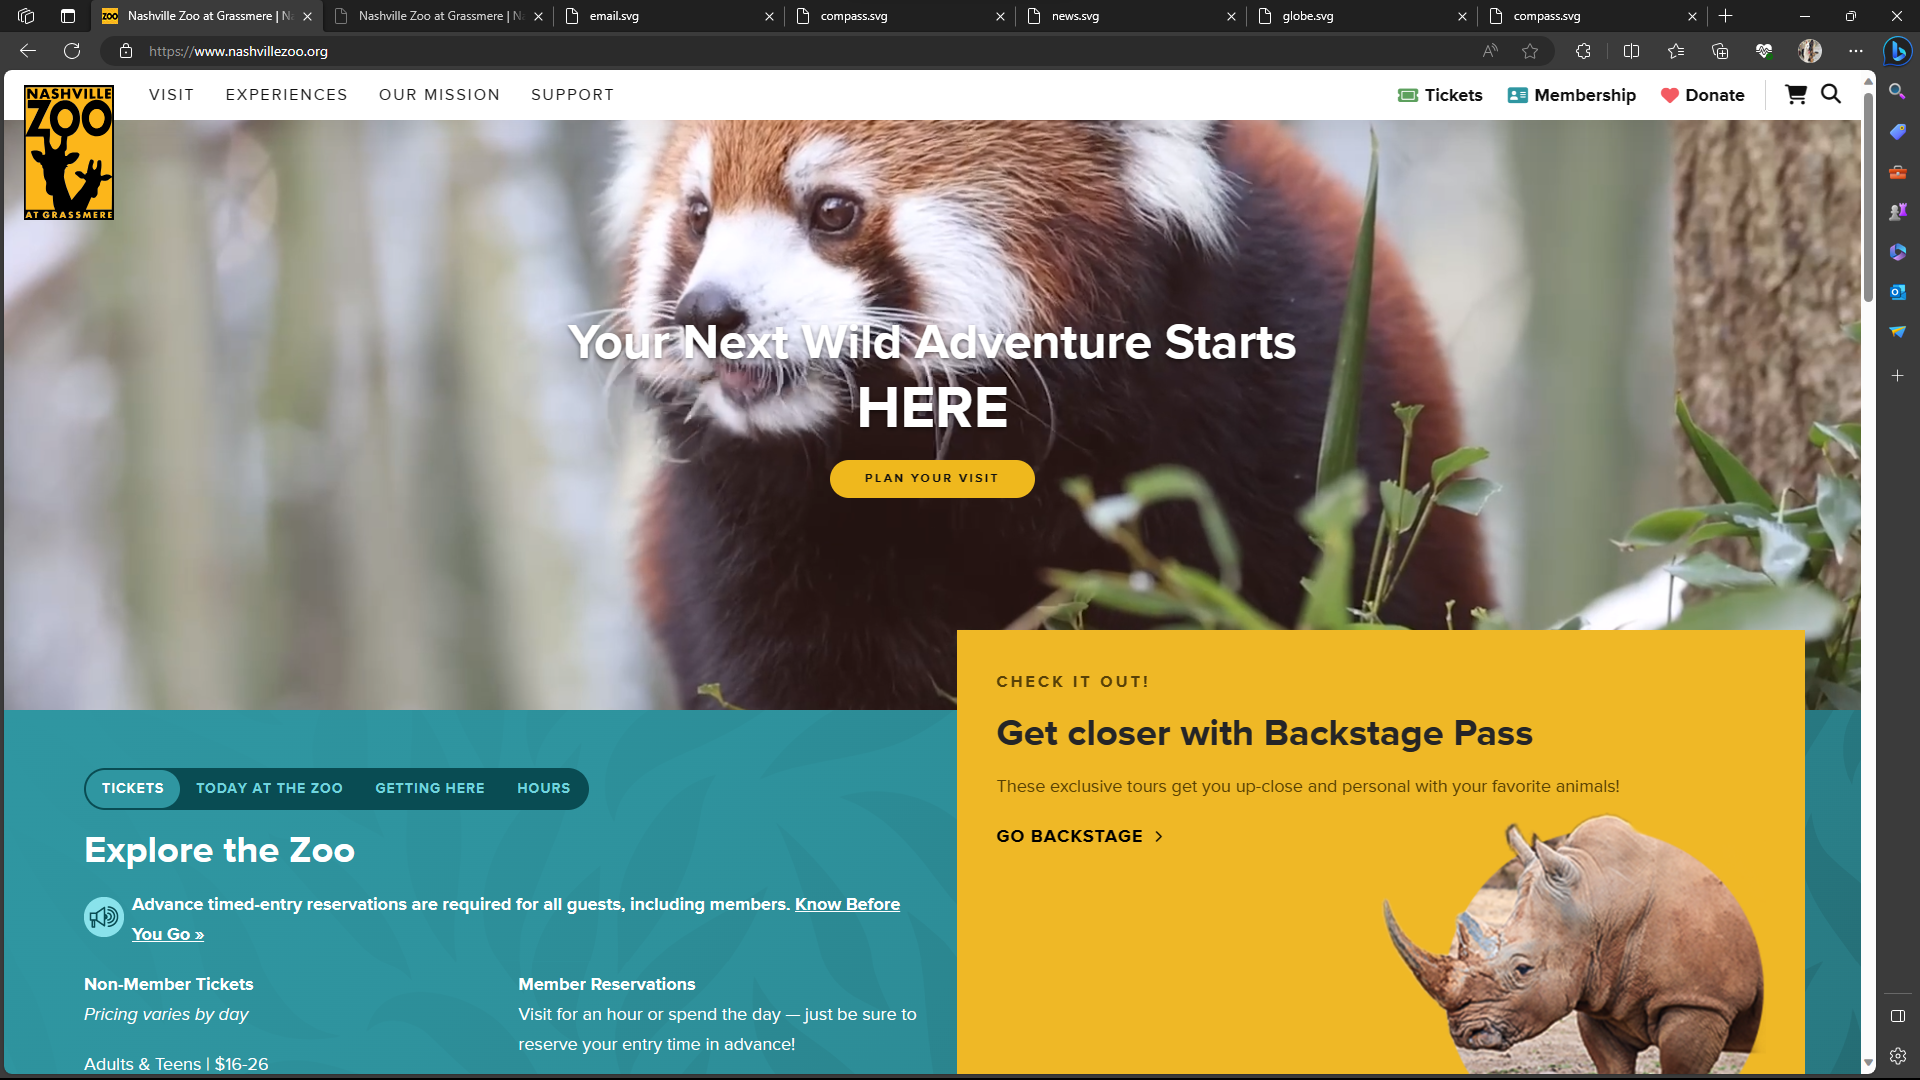 Nashville Zoo at Grassmere | N
Nashville Zoo at Grassmere | N
email.svg
compass.svg
news.svg
globe.svg
compass.svg
https://www.nashvillezoo.org
NASHVILLE
ZOO
AT GRASSMERE
VISIT
EXPERIENCES
OUR MISSION
SUPPORT
Tickets
Membership
Donate
Your Next Wild Adventure Starts
HERE
PLAN YOUR VISIT
CHECK IT OUT!
Get closer with Backstage Pass
These exclusive tours get you up-close and personal with your favorite animals!
GO BACKSTAGE
TICKETS
TODAY AT THE ZOO
GETTING HERE
HOURS
Explore the Zoo
Advance timed-entry reservations are required for all guests, including members. Know Before
You Go »
Non-Member Tickets
Pricing varies by day
Adults & Teens | $16-26
Member Reservations
Visit for an hour or spend the day — just be sure to
reserve your entry time in advance!